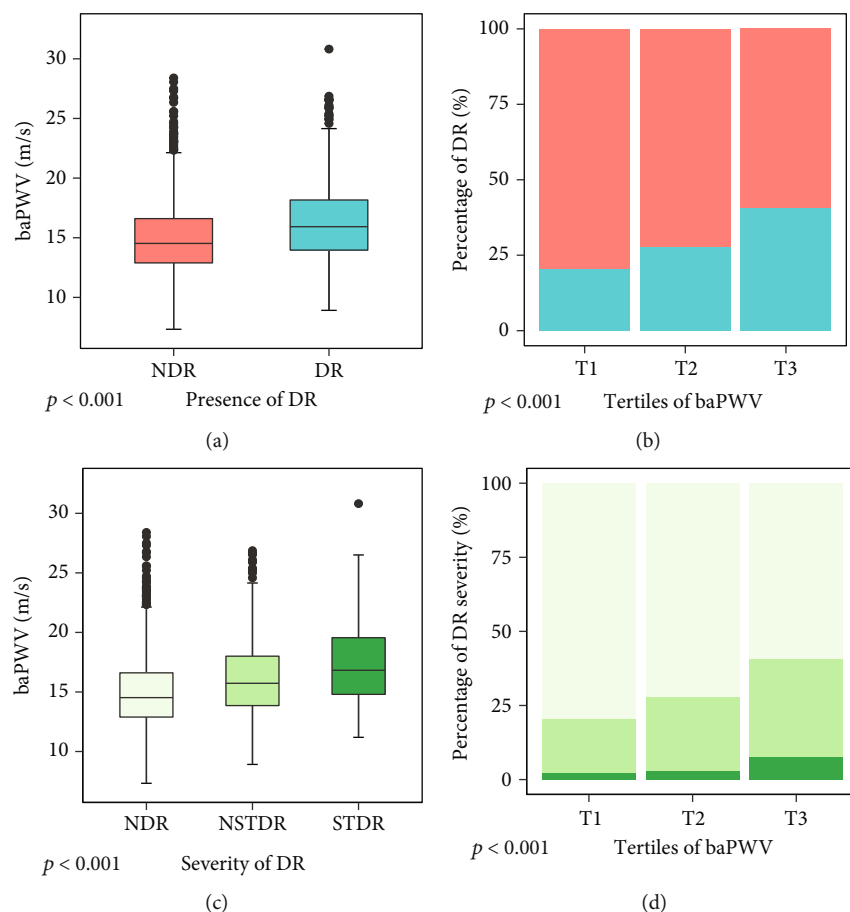 30
25
20
15
10
baPWV (m/s)
NDR DR
p < 0.001 Presence of DR
(a)
100
75
50
25
0
Percentage of DR (%)
T1 T2 T3
p < 0.001 Tertiles of baPWV
(b)
30
25
20
15
10
baPWV (m/s)
NDR NSTDR STDR
p < 0.001 Severity of DR
(c)
100
75
50
25
0
Percentage of DR severity (%)
T1 T2 T3
p < 0.001 Tertiles of baPWV
(d)